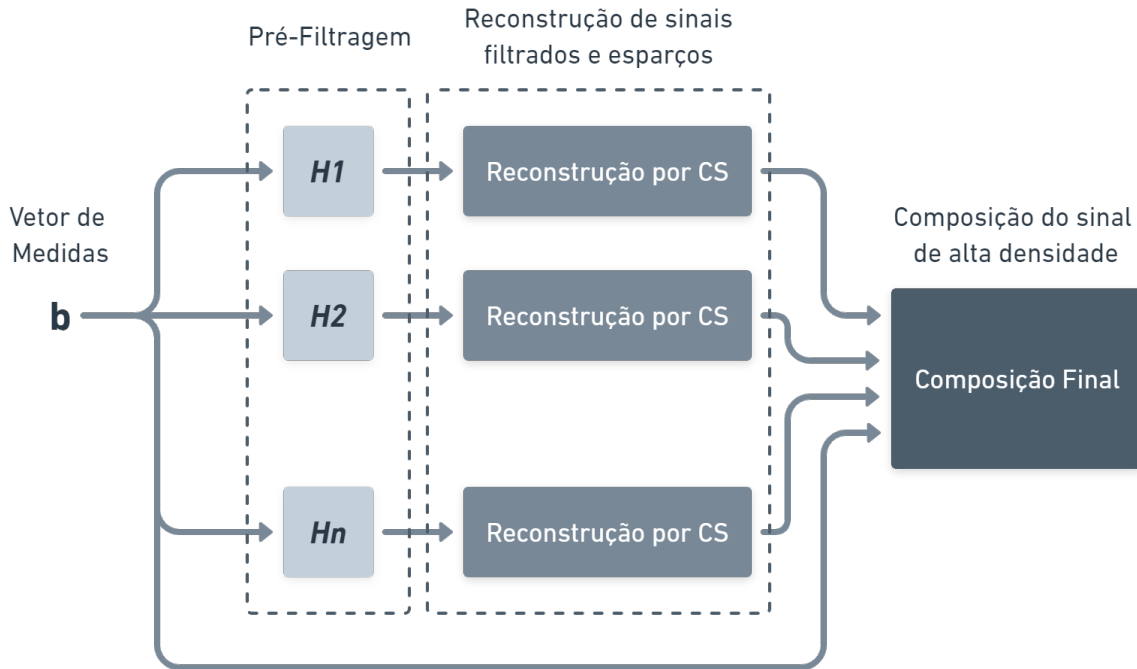 Pré-Filtragem
Reconstrução de sinais
filtrados e esparços
Vetor de
Medidas
b
H1
Reconstrução por CS
H2
Reconstrução por CS
Hn
Reconstrução por CS
Composição do sinal
de alta densidade
Composição Final